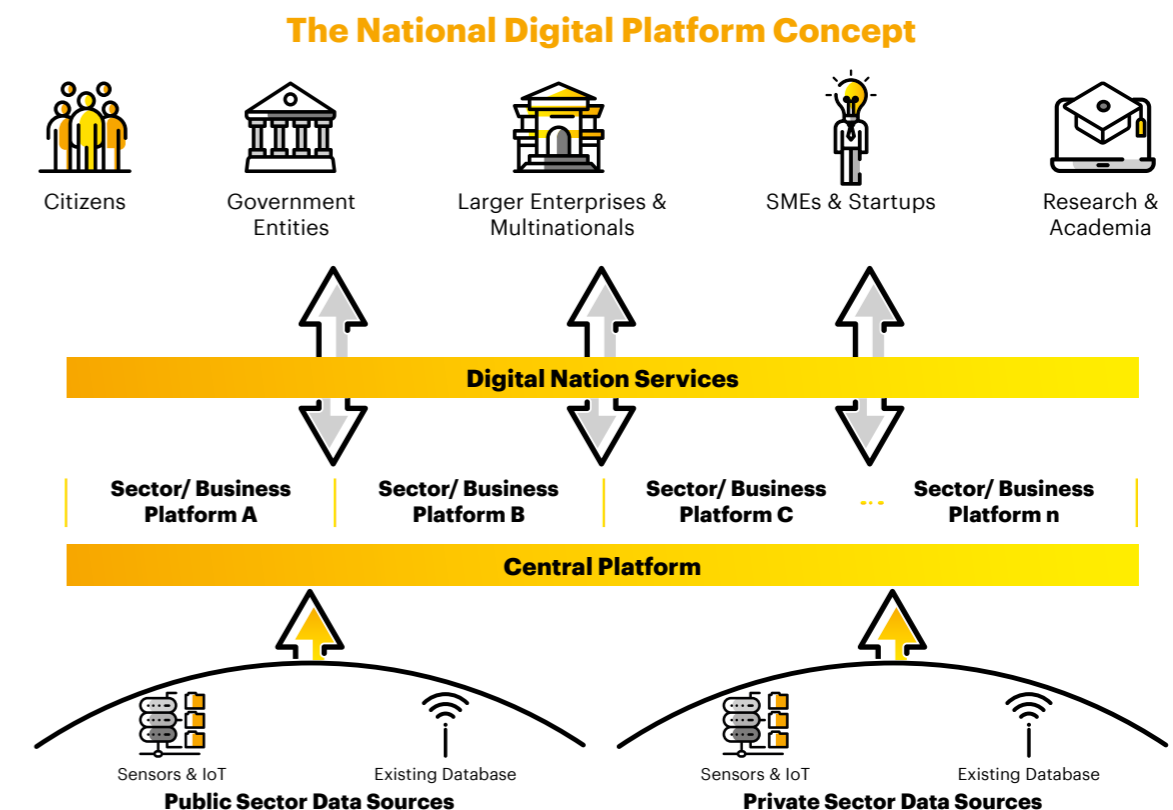 The National Digital Platform Concept
Citizens
Government
Entities
Larger Enterprises &
Multinationals
SMEs & Startups
Research &
Academia
Digital Nation Services
Sector/ Business
Platform A
Sector/ Business
Platform B
Sector/ Business
Platform C
...
Sector/ Business
Platform n
Central Platform
Sensors & IoT
Existing Database
Public Sector Data Sources
Sensors & IoT
Existing Database
Private Sector Data Sources